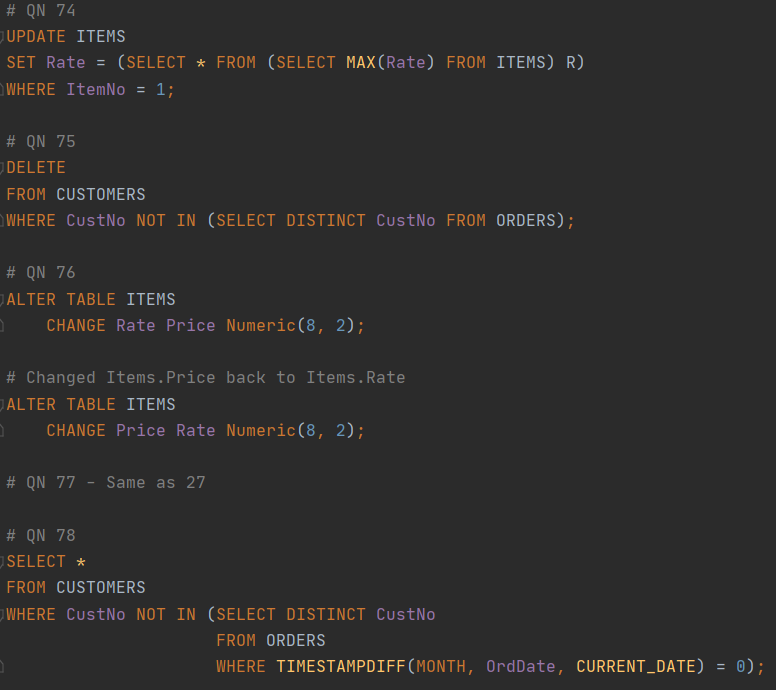 # QN 74
UPDATE ITEMS
SET Rate = (SELECT * FROM (SELECT MAX(Rate) FROM ITEMS) R)
WHERE ItemNo = 1;
# QN 75
DELETE
FROM CUSTOMERS
WHERE CustNo NOT IN (SELECT DISTINCT CustNo FROM ORDERS);
# QN 76
ALTER TABLE ITEMS
    CHANGE Rate Price Numeric(8, 2);
# Changed Items.Price back to Items.Rate
ALTER TABLE ITEMS
    CHANGE Price Rate Numeric(8, 2);
# QN 77 - Same as 27
# QN 78
SELECT *
FROM CUSTOMERS
WHERE CustNo NOT IN (SELECT DISTINCT CustNo
                     FROM ORDERS
                     WHERE TIMESTAMPDIFF(MONTH, OrdDate, CURRENT_DATE) = 0);